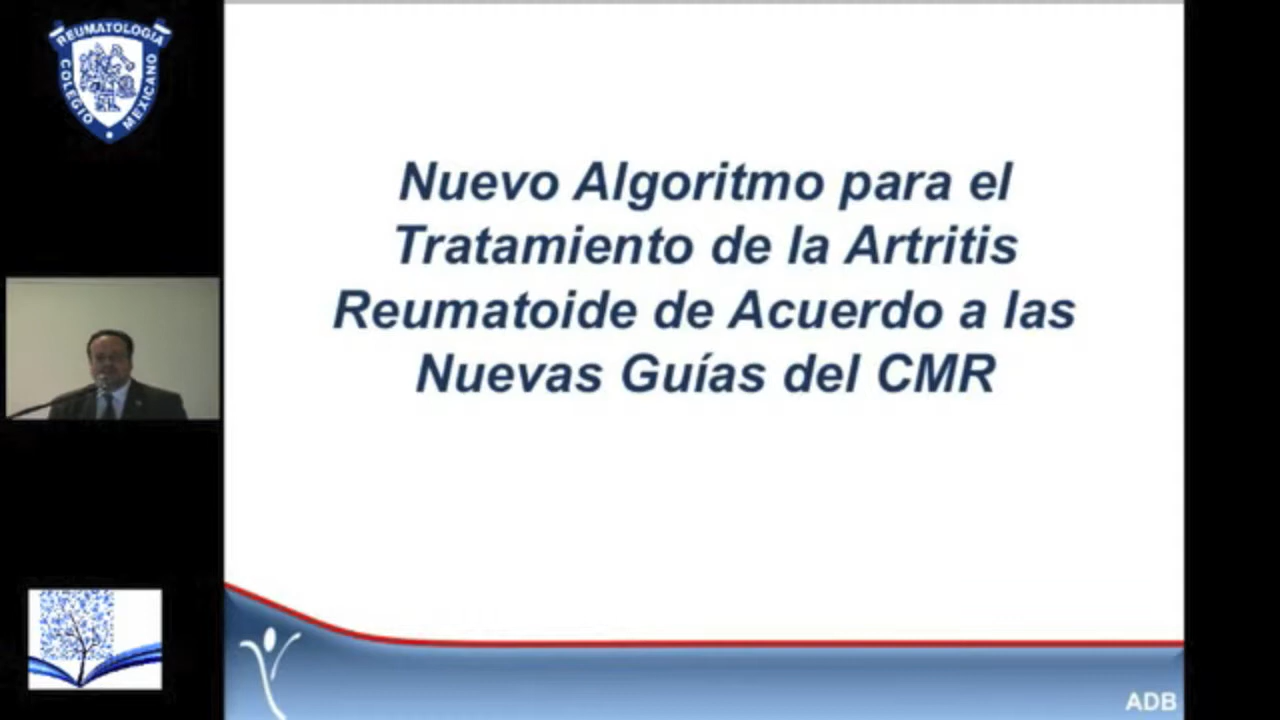 REUMATOLOGIA
COLEGIO
MEXICANO
Nuevo Algoritmo para el
Tratamiento de la Artritis
Reumatoide de Acuerdo a las
Nuevas Guías del CMR
ADB